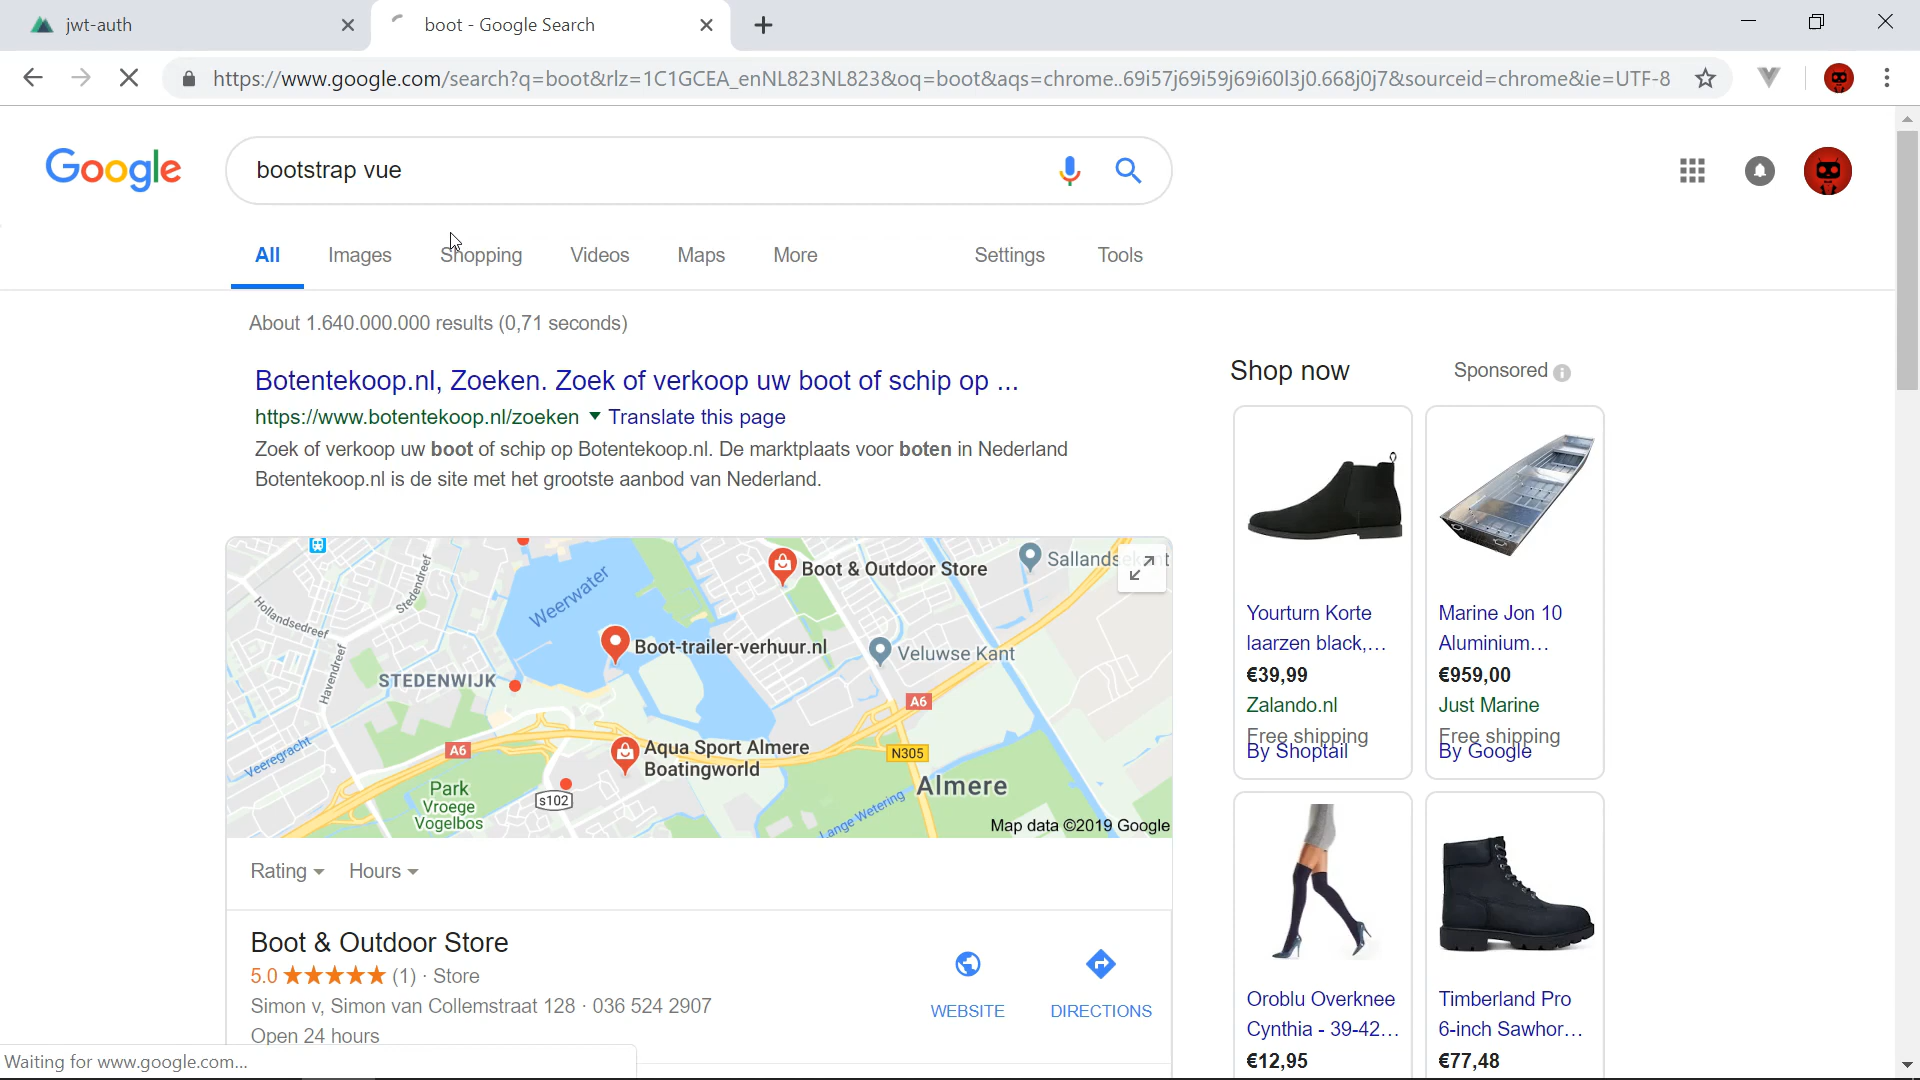 jwt-auth
boot - Google Search
https://www.google.com/search?q=boot&rlz=1C1GCEA_enNL823NL823&oq=boot&aqs=chrome..69i57j69i59j69i60l3j0.668j0j7&sourceid=chrome&ie=UTF-8
Google
bootstrap vue
All
Images
Shopping
Videos
Maps
More
Settings
Tools
About 1.640.000.000 results (0,71 seconds)
Botentekoop.nl, Zoeken. Zoek of verkoop uw boot of schip op ...
https://www.botentekoop.nl/zoeken
Translate this page
Zoek of verkoop uw boot of schip op Botentekoop.nl. De marktplaats voor boten in Nederland
Botentekoop.nl is de site met het grootste aanbod van Nederland.
Hollandsedreef
Stedendreef
Weerwater
Boot & Outdoor Store
Boot-trailer-verhuur.nl
Veluwse Kant
Havendreef
STEDENWIJK
A6
A6
Aqua Sport Almere
Boatingworld
N305
Veeregracht
Park
Vroege
Vogelbos
s102
Almere
Lange Wetering
Map data ©2019 Google
Rating
Hours
Boot & Outdoor Store
5.0 ★★★★★ (1) · Store
Simon v, Simon van Collemstraat 128 · 036 524 2907
Open 24 hours
WEBSITE
DIRECTIONS
Shop now
Sponsored
Yourturn Korte
laarzen black,...
€39,99
Zalando.nl
Free shipping
By Shoptail
Marine Jon 10
Aluminium...
€959,00
Just Marine
Free shipping
By Google
Oroblu Overknee
Cynthia - 39-42...
€12,95
Timberland Pro
6-inch Sawhor...
€77,48
Waiting for www.google.com...